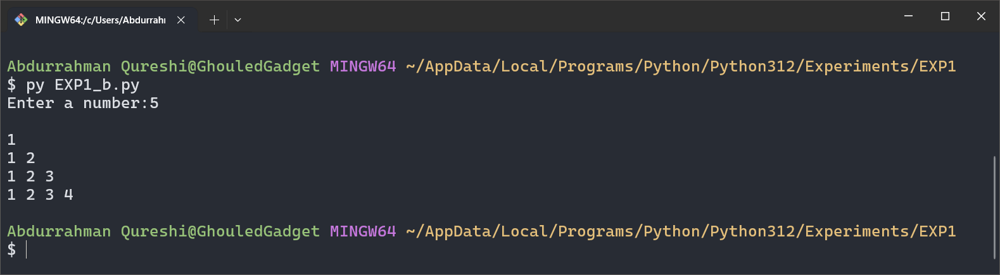 MINGW64:/c/Users/Abdurrahr
Abdurrahman Qureshi@GhouledGadget MINGW64 ~/AppData/Local/Programs/Python/Python312/Experiments/EXP1
$ py EXP1_b.py
Enter a number:5
1
1 2
1 2 3
1 2 3 4
Abdurrahman Qureshi@GhouledGadget MINGW64 ~/AppData/Local/Programs/Python/Python312/Experiments/EXP1
$